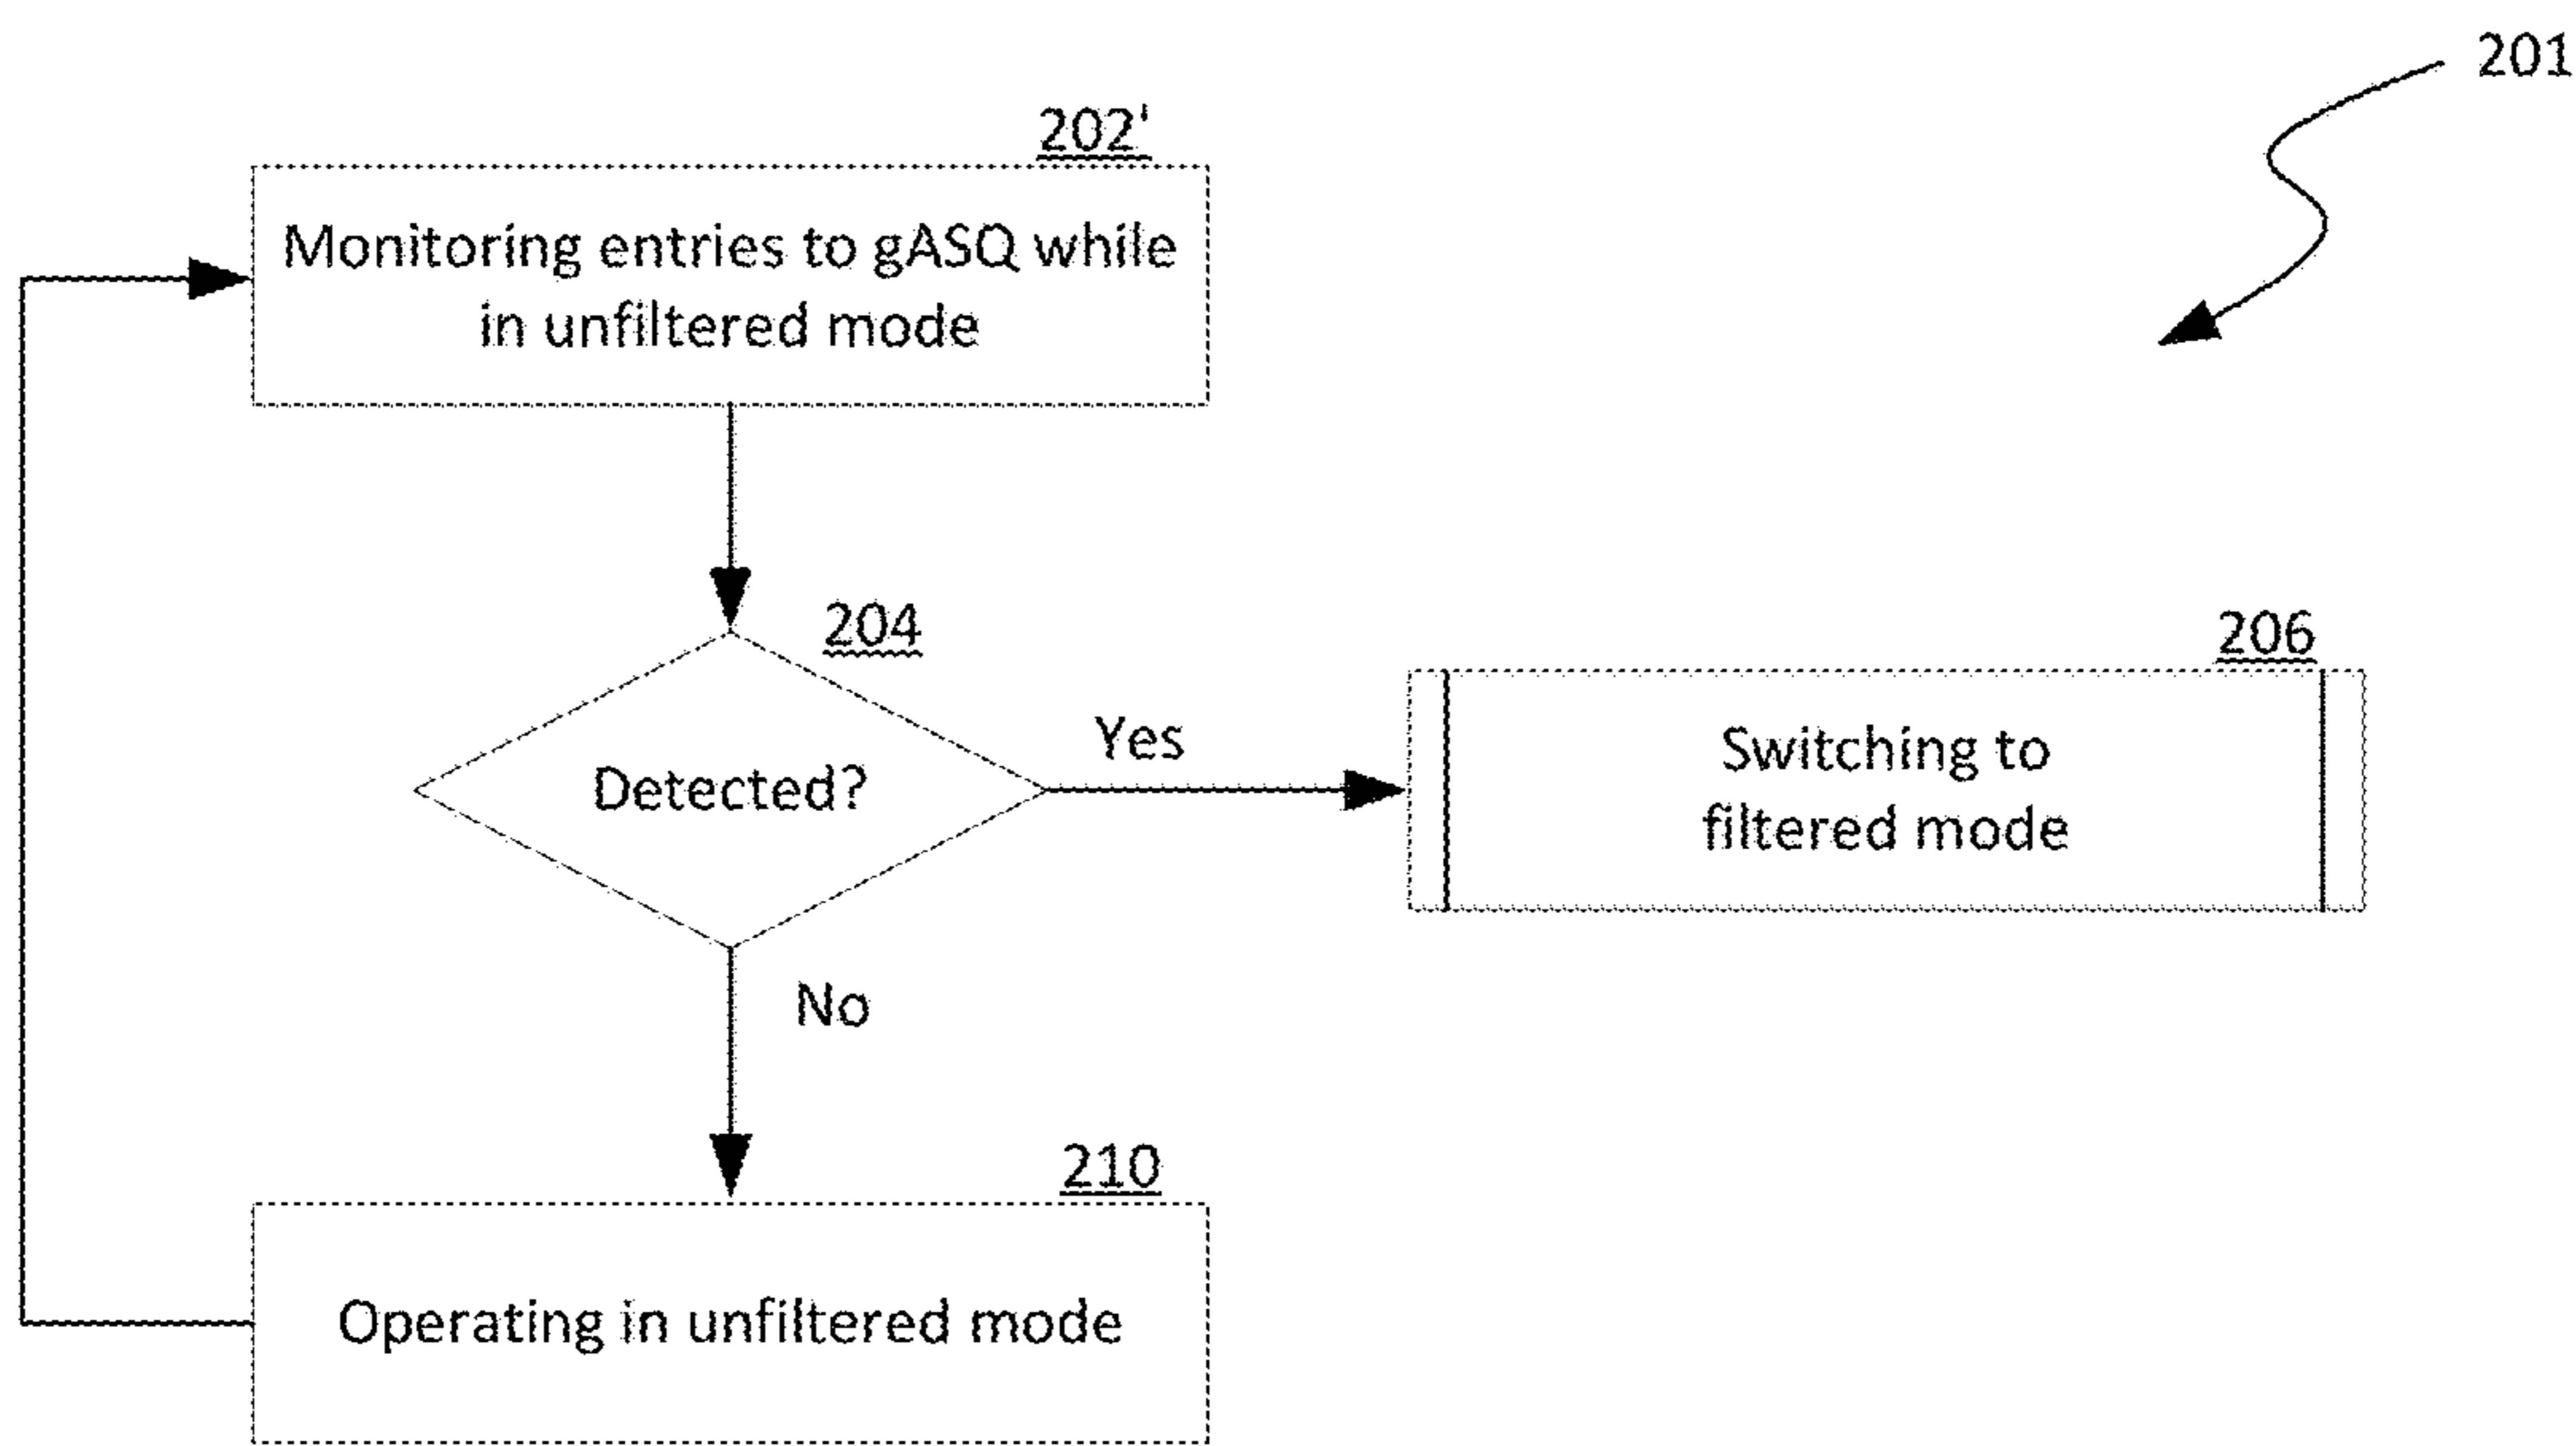 201
202'
Monitoring entries to gASQ while
in unfiltered mode
204
Detected?
Yes
206
Switching to
filtered mode
No
210
Operating in unfiltered mode